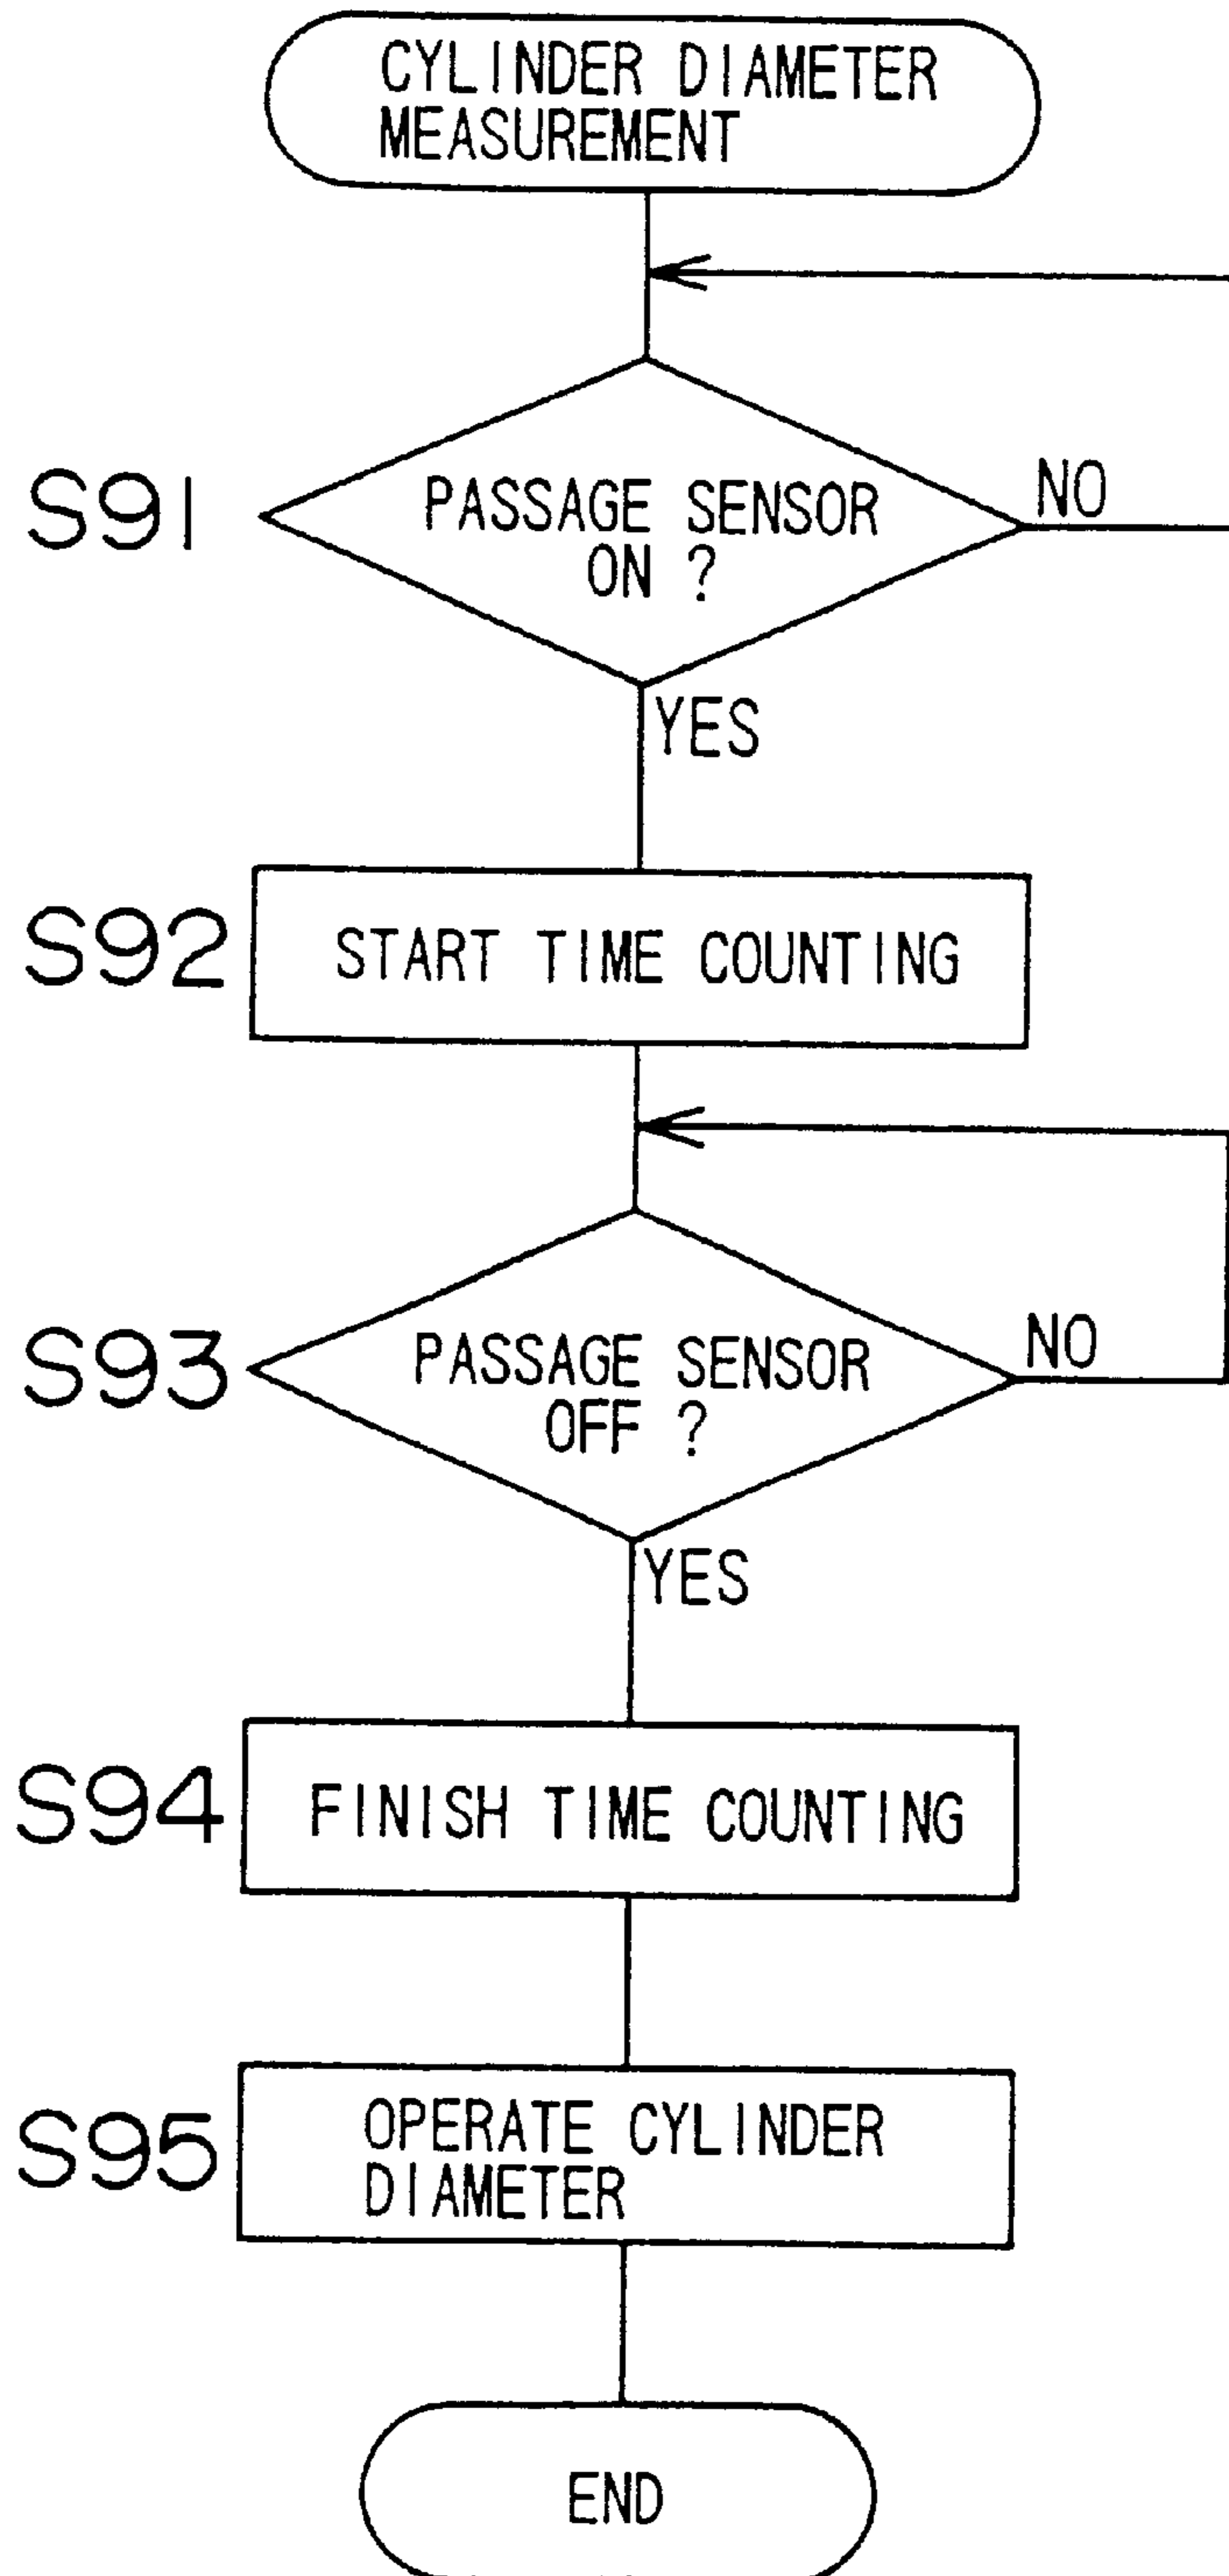 CYLINDER DIAMETER
MEASUREMENT
S91
PASSAGE SENSOR
ON ?
NO
YES
S92
START TIME COUNTING
S93
PASSAGE SENSOR
OFF ?
NO
YES
S94
FINISH TIME COUNTING
S95
OPERATE CYLINDER
DIAMETER
END